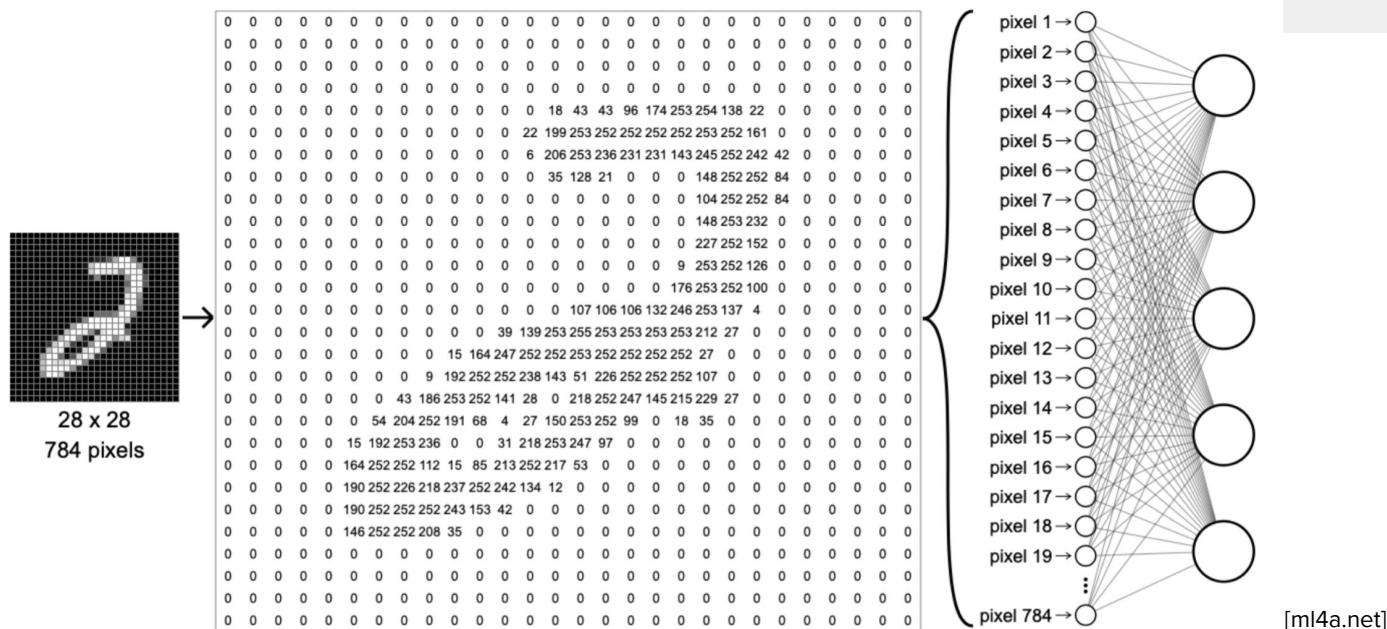 28 x 28
784 pixels
0 0 0 0 0 0 0 0 0 0 0 0 0 0 0 0 0 0 0 0 0 0 0 0 0 0 0 0
0 0 0 0 0 0 0 0 0 0 0 0 0 0 0 0 0 0 0 0 0 0 0 0 0 0 0 0
0 0 0 0 0 0 0 0 0 0 0 0 0 0 0 0 0 0 0 0 0 0 0 0 0 0 0 0
0 0 0 0 0 0 0 0 0 0 0 0 0 0 0 0 0 0 0 0 0 0 0 0 0 0 0 0
0 0 0 0 0 0 0 0 0 0 0 0 0 18 43 43 96 174 253 254 138 22 0 0 0 0 0 0
0 0 0 0 0 0 0 0 0 0 0 0 22 199 253 252 252 252 252 253 252 161 0 0 0 0 0 0
0 0 0 0 0 0 0 0 0 0 0 0 6 206 253 236 231 231 143 245 252 242 42 0 0 0 0 0
0 0 0 0 0 0 0 0 0 0 0 0 0 35 128 21 0 0 0 148 252 252 84 0 0 0 0 0
0 0 0 0 0 0 0 0 0 0 0 0 0 0 0 0 0 0 0 104 252 252 84 0 0 0 0 0
0 0 0 0 0 0 0 0 0 0 0 0 0 0 0 0 0 0 0 148 253 232 0 0 0 0 0 0
0 0 0 0 0 0 0 0 0 0 0 0 0 0 0 0 0 0 0 227 252 152 0 0 0 0 0 0
0 0 0 0 0 0 0 0 0 0 0 0 0 0 0 0 0 0 9 253 252 126 0 0 0 0 0 0
0 0 0 0 0 0 0 0 0 0 0 0 0 0 0 0 0 0 176 253 252 100 0 0 0 0 0 0
0 0 0 0 0 0 0 0 0 0 0 0 0 0 107 106 106 132 246 253 137 4 0 0 0 0 0 0
0 0 0 0 0 0 0 0 0 0 0 39 139 253 255 253 253 253 253 212 27 0 0 0 0 0 0 0
0 0 0 0 0 0 0 0 0 15 164 247 252 252 253 252 252 252 252 27 0 0 0 0 0 0 0 0
0 0 0 0 0 0 0 0 9 192 252 252 238 143 51 226 252 252 252 107 0 0 0 0 0 0 0 0
0 0 0 0 0 0 0 43 186 253 252 141 28 0 218 252 247 145 215 229 27 0 0 0 0 0 0 0
0 0 0 0 0 0 54 204 252 191 68 4 27 150 253 252 99 0 18 35 0 0 0 0 0 0 0 0
0 0 0 0 0 15 192 253 236 0 0 31 218 253 247 97 0 0 0 0 0 0 0 0 0 0 0 0
0 0 0 0 0 164 252 252 112 15 85 213 252 217 53 0 0 0 0 0 0 0 0 0 0 0 0 0
0 0 0 0 0 190 252 226 218 237 252 242 134 12 0 0 0 0 0 0 0 0 0 0 0 0 0 0
0 0 0 0 0 190 252 252 252 243 153 42 0 0 0 0 0 0 0 0 0 0 0 0 0 0 0 0
0 0 0 0 0 146 252 252 208 35 0 0 0 0 0 0 0 0 0 0 0 0 0 0 0 0 0 0
0 0 0 0 0 0 0 0 0 0 0 0 0 0 0 0 0 0 0 0 0 0 0 0 0 0 0 0
0 0 0 0 0 0 0 0 0 0 0 0 0 0 0 0 0 0 0 0 0 0 0 0 0 0 0 0
0 0 0 0 0 0 0 0 0 0 0 0 0 0 0 0 0 0 0 0 0 0 0 0 0 0 0 0
0 0 0 0 0 0 0 0 0 0 0 0 0 0 0 0 0 0 0 0 0 0 0 0 0 0 0 0
pixel 1
pixel 2
pixel 3
pixel 4
pixel 5
pixel 6
pixel 7
pixel 8
pixel 9
pixel 10
pixel 11
pixel 12
pixel 13
pixel 14
pixel 15
pixel 16
pixel 17
pixel 18
pixel 19
pixel 784
[ml4a.net]